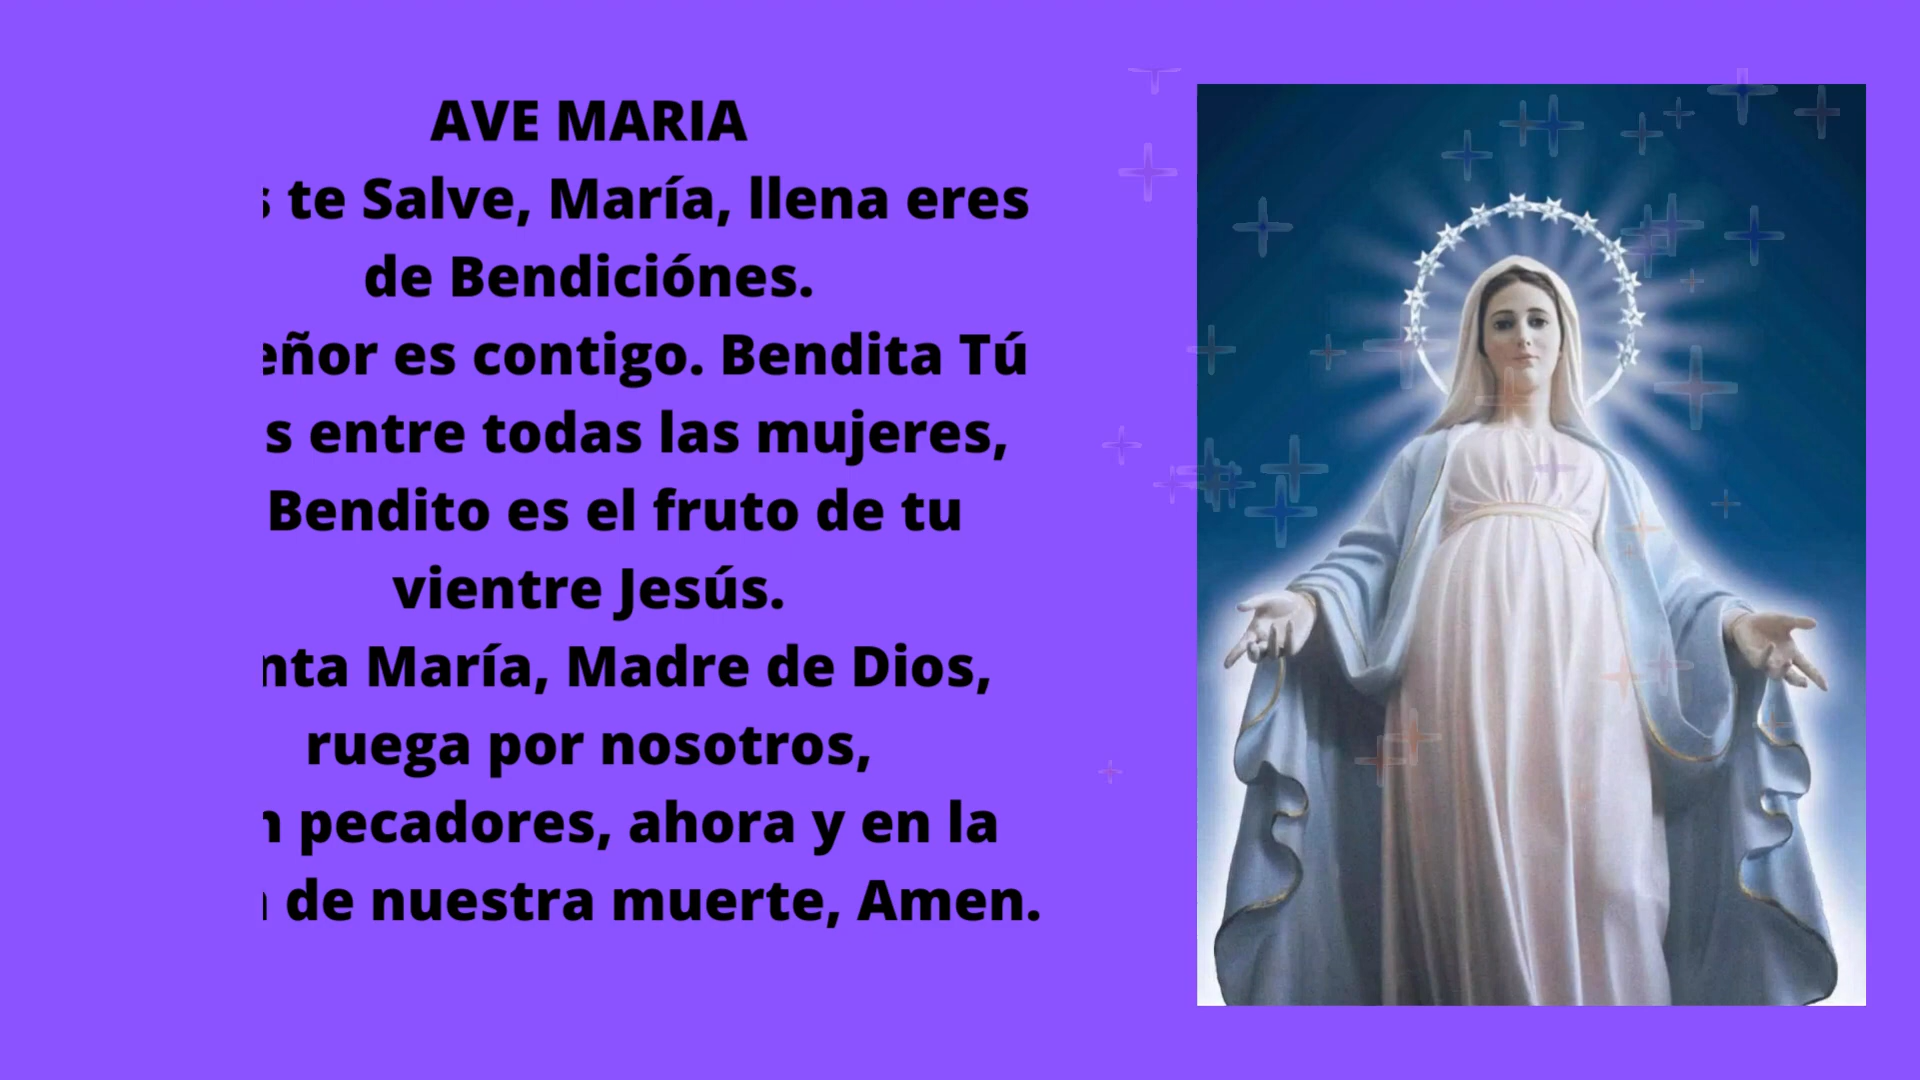 AVE MARIA
te Salve, María, llena eres
de Bendiciónes.
es contigo. Bendita Tú
entre todas las mujeres,
Bendito es el fruto de tu
vientre Jesús.
María, Madre de Dios,
ruega por nosotros,
pecadores, ahora y en la
de nuestra muerte, Amen.